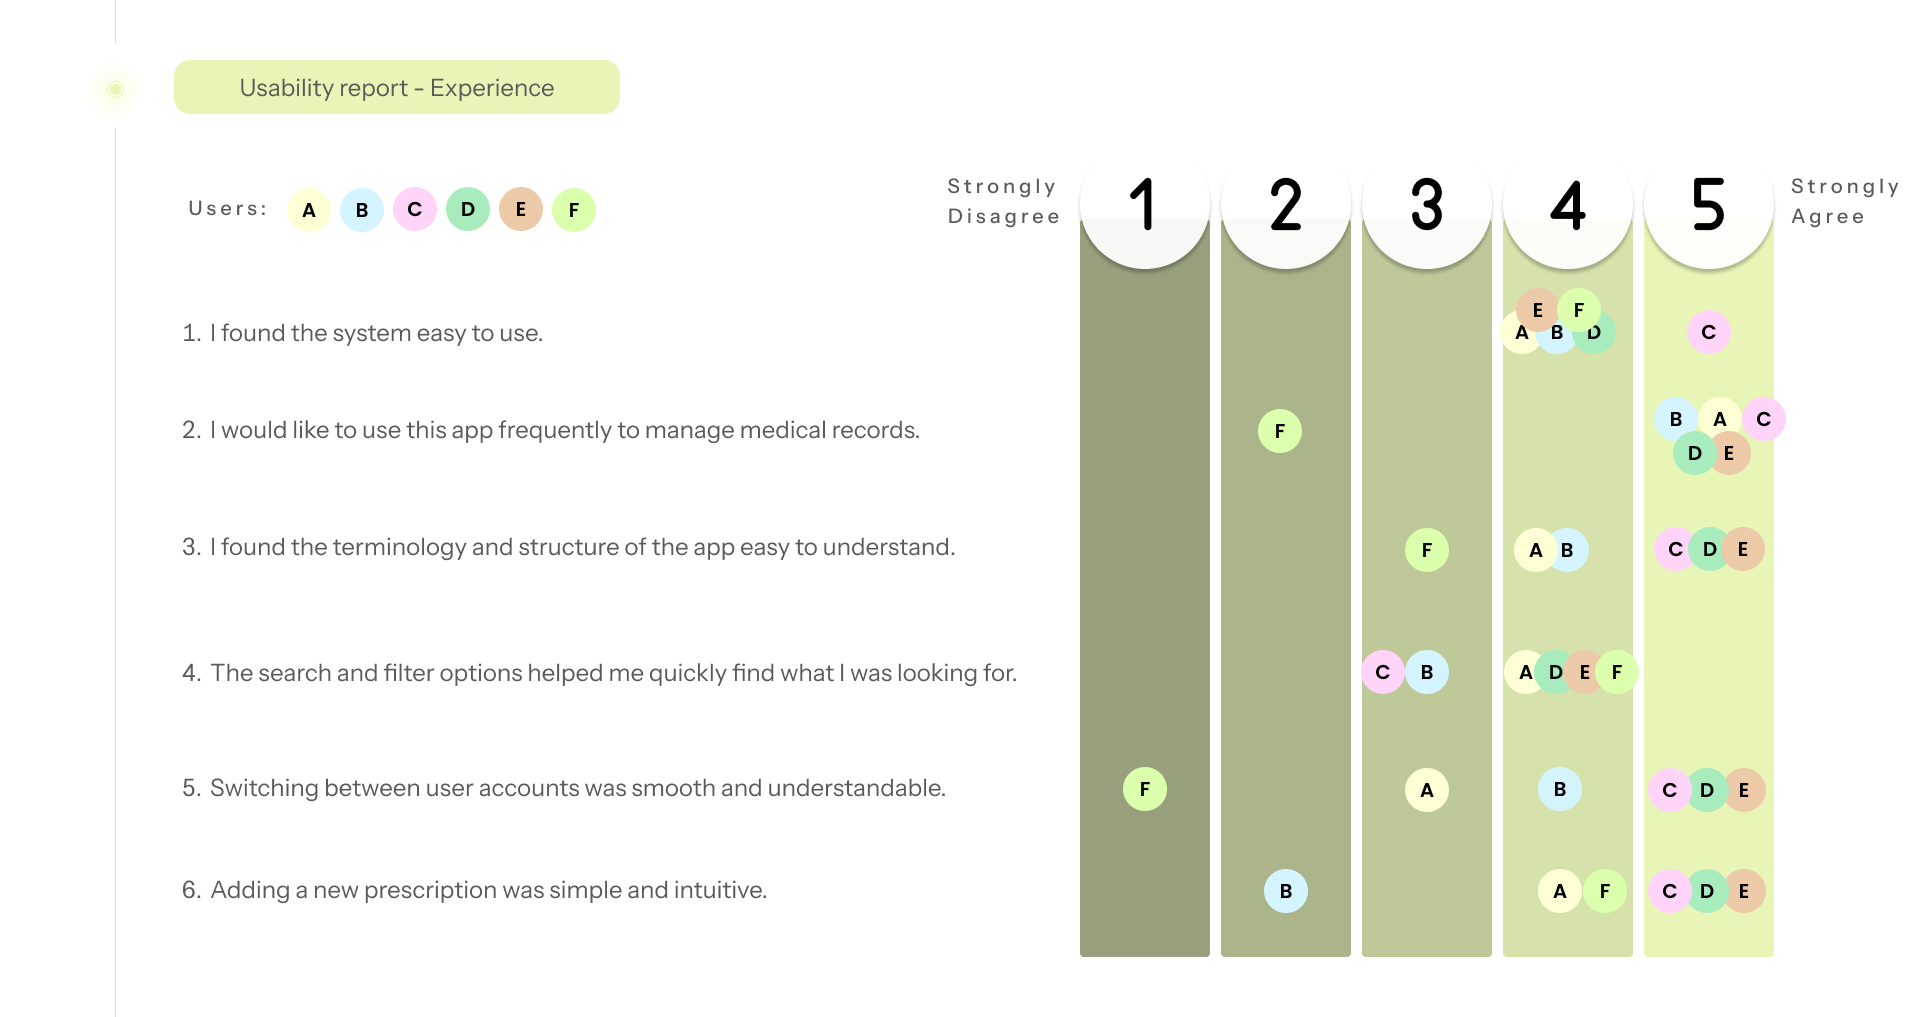 Usability report - Experience
Users: A B C D E F
Strongly Disagree
1 2 3 4 5
Strongly Agree
1. I found the system easy to use.
E F
A B D
C
2. I would like to use this app frequently to manage medical records.
F
B A C
D E
3. I found the terminology and structure of the app easy to understand.
F
A B
C D E
4. The search and filter options helped me quickly find what I was looking for.
C B
A D E F
5. Switching between user accounts was smooth and understandable.
F
A
B
C D E
6. Adding a new prescription was simple and intuitive.
B
A F
C D E